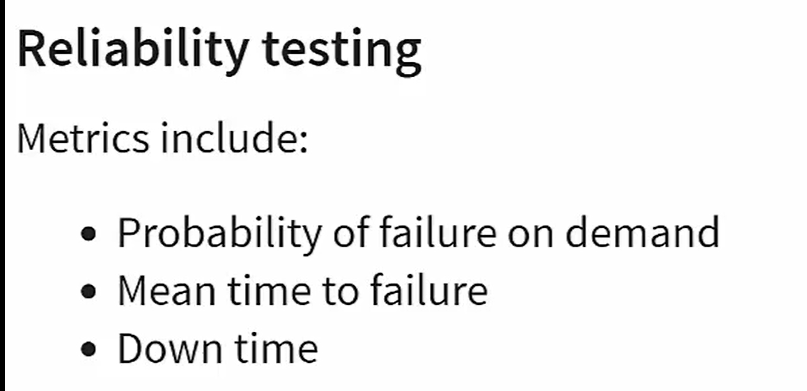 Reliability testing
Metrics include:
• Probability of failure on demand
• Mean time to failure
• Down time